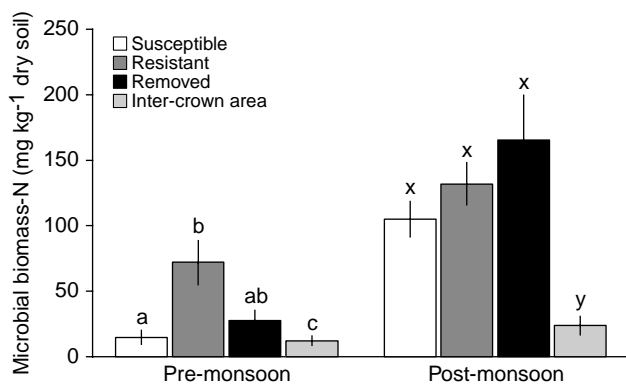 Susceptible
Resistant
Removed
Inter-crown area
Microbial biomass-N (mg kg-1 dry soil)
250
200
150
100
50
0
a
b
ab
c
x
x
x
y
Pre-monsoon
Post-monsoon